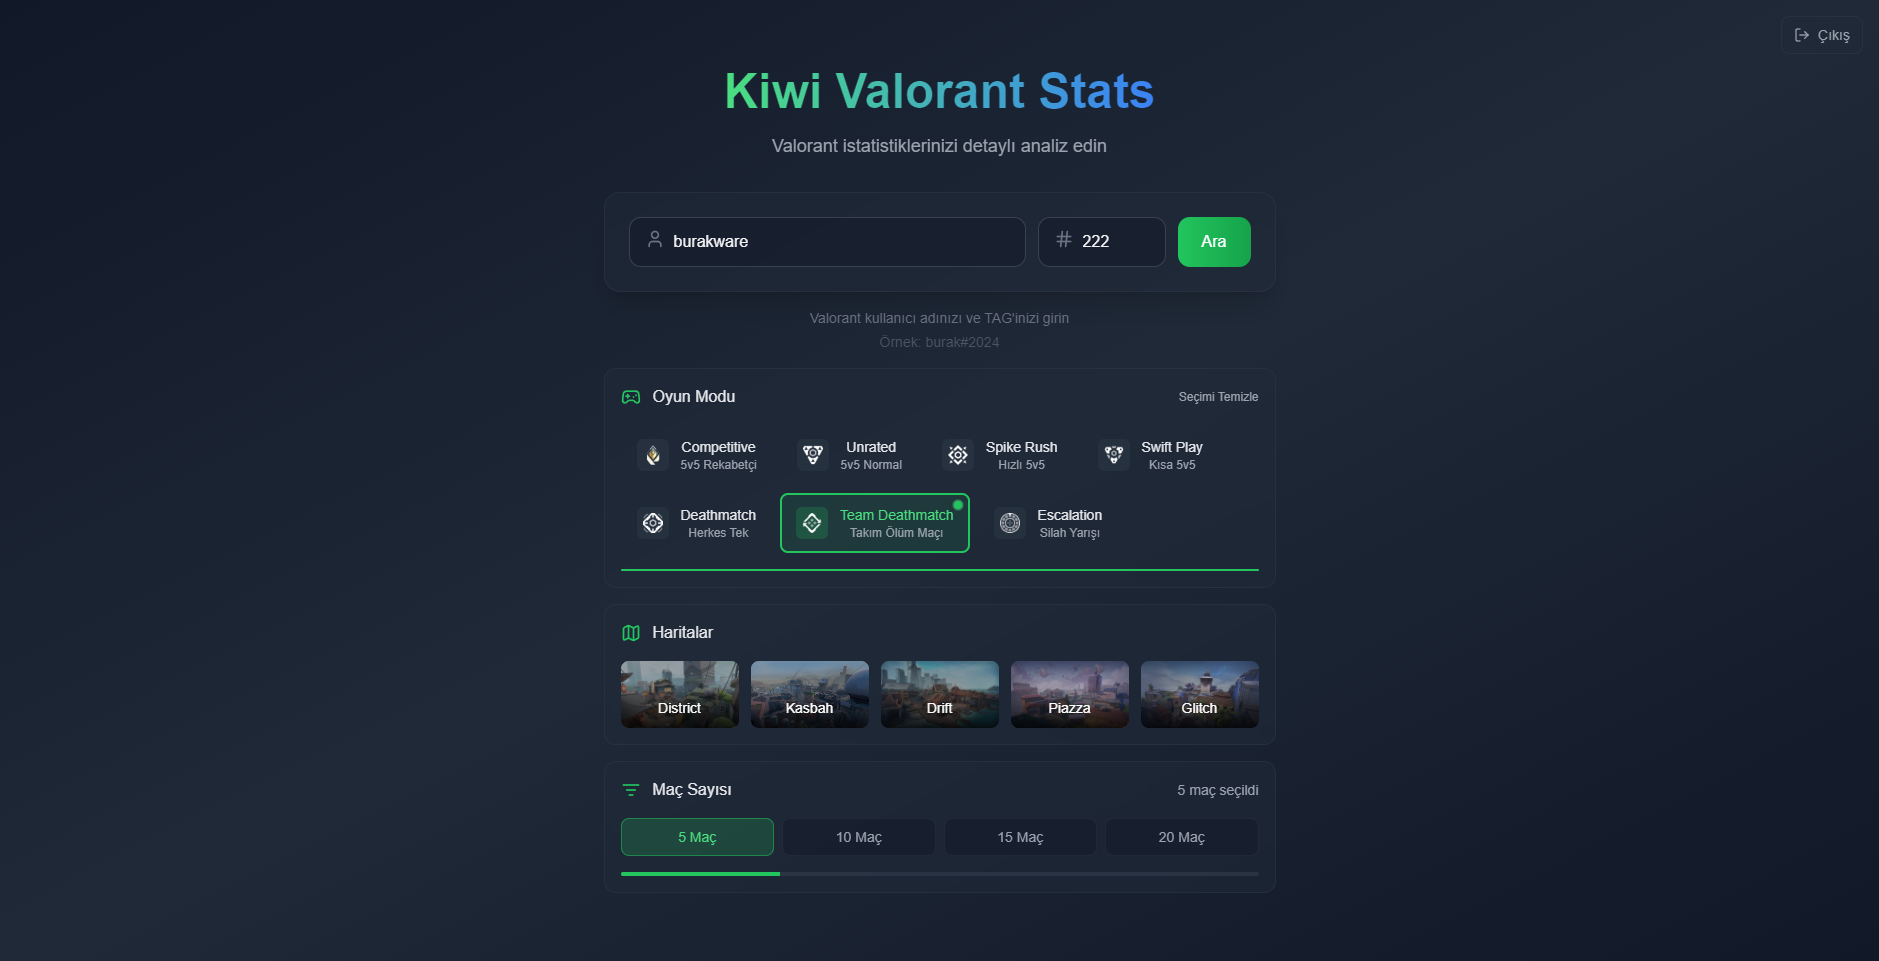 Çıkış
Kiwi Valorant Stats
Valorant istatistiklerinizi detaylı analiz edin
burakware
# 222
Ara
Valorant kullanıcı adınızı ve TAG'inizi girin
Örnek: burak#2024
Oyun Modu
Seçimi Temizle
Competitive
5v5 Rekabetçi
Unrated
5v5 Normal
Spike Rush
Hızlı 5v5
Swift Play
Kısa 5v5
Deathmatch
Herkes Tek
Team Deathmatch
Takım Ölüm Maçı
Escalation
Silah Yarışı
Haritalar
District
Kasbah
Drift
Piazza
Glitch
Maç Sayısı
5 maç seçildi
5 Maç
10 Maç
15 Maç
20 Maç